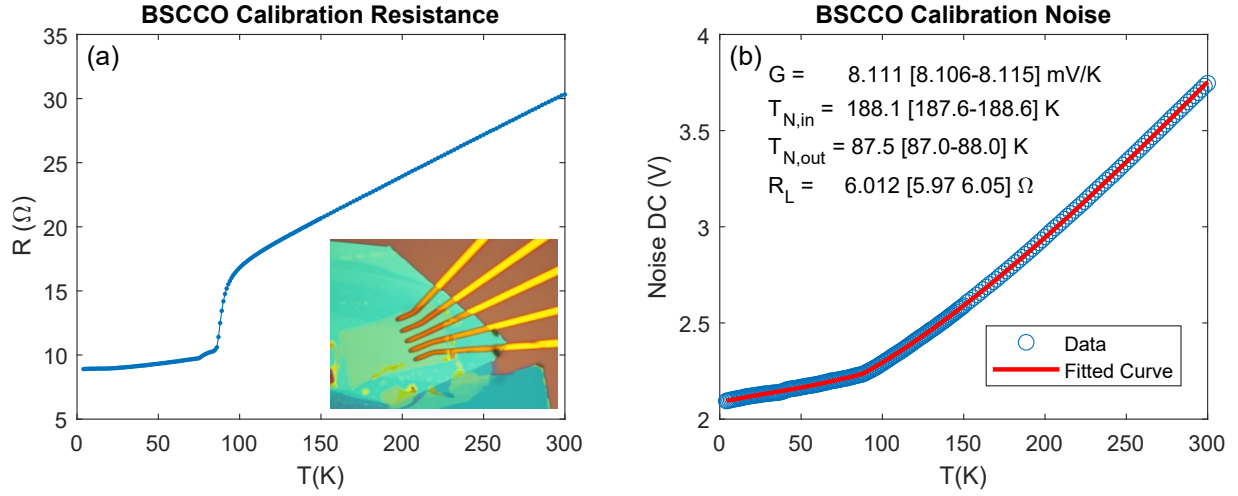 BSCCO Calibration Resistance
(a)
R (Ω)
35
30
25
20
15
10
5
0
50
100
150
200
250
300
T(K)
BSCCO Calibration Noise
(b)
G = 8.111 [8.106-8.115] mV/K
T_N,in = 188.1 [187.6-188.6] K
T_N,out = 87.5 [87.0-88.0] K
R_L = 6.012 [5.97 6.05] Ω
Noise DC (V)
4
3.5
3
2.5
2
Data
Fitted Curve
0
50
100
150
200
250
300
T(K)